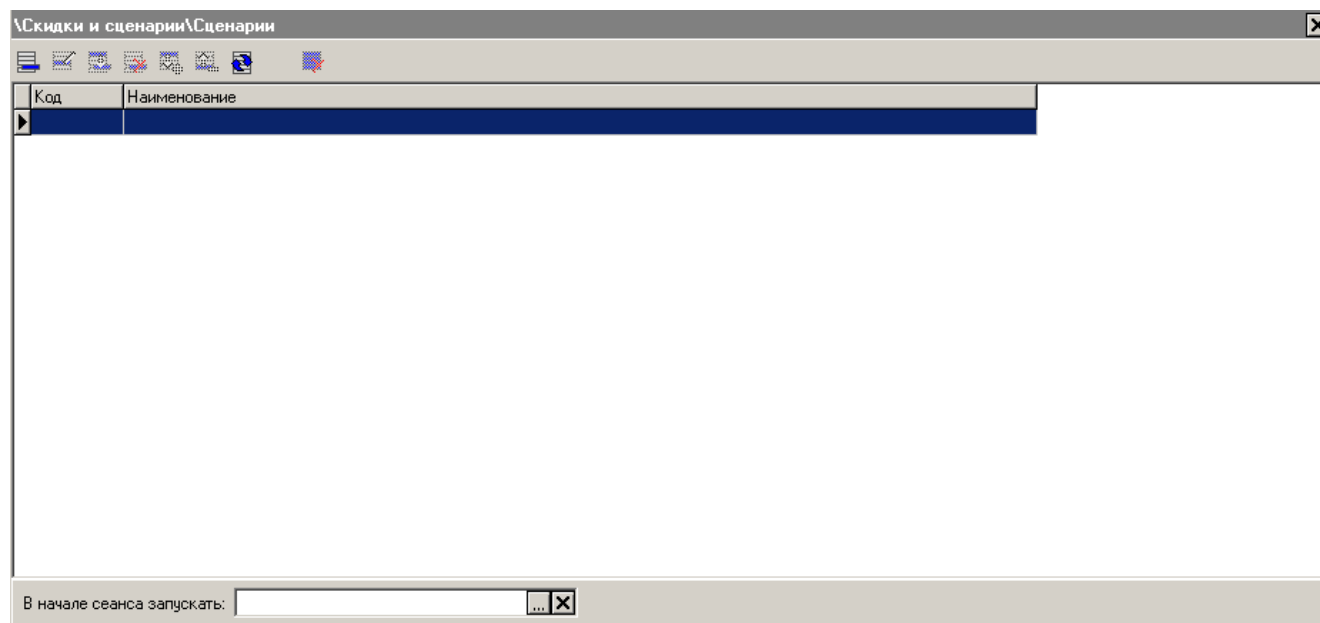 \Скидки и сценарии\Сценарии
Код Наименование
В начале сеанса запускать: ...